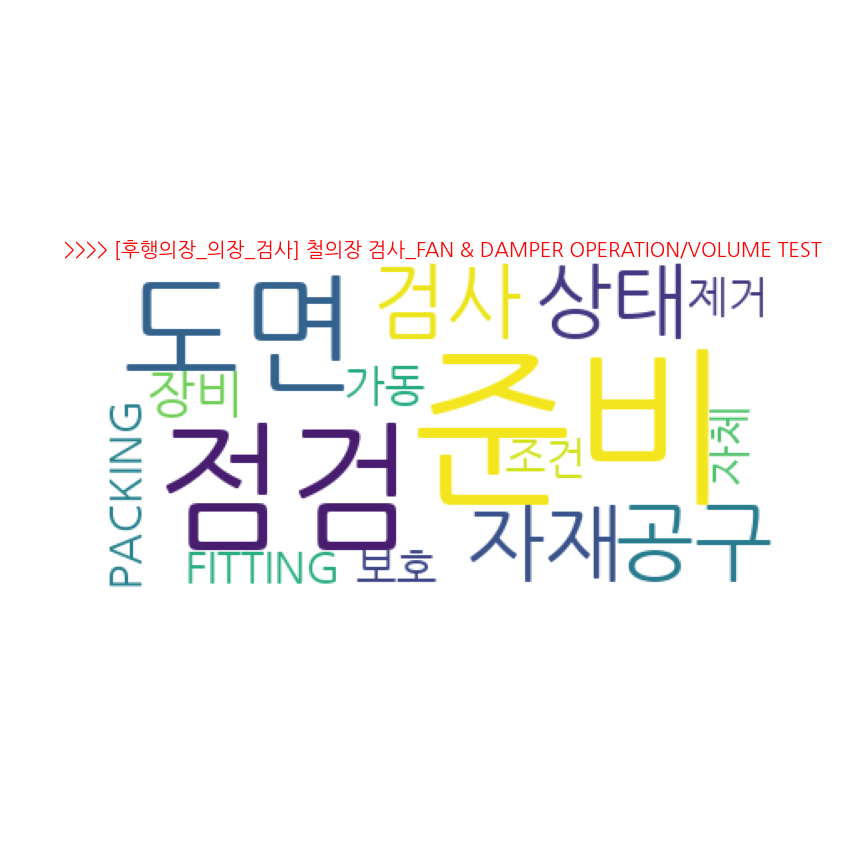 >>>> [후행의장_의장_검사] 철의장 검사_FAN & DAMPER OPERATION/VOLUME TEST
도면
검사
상태
제거
장비
가동
준비
조건
자체
PACKING
점검
자재
공구
FITTING
보호